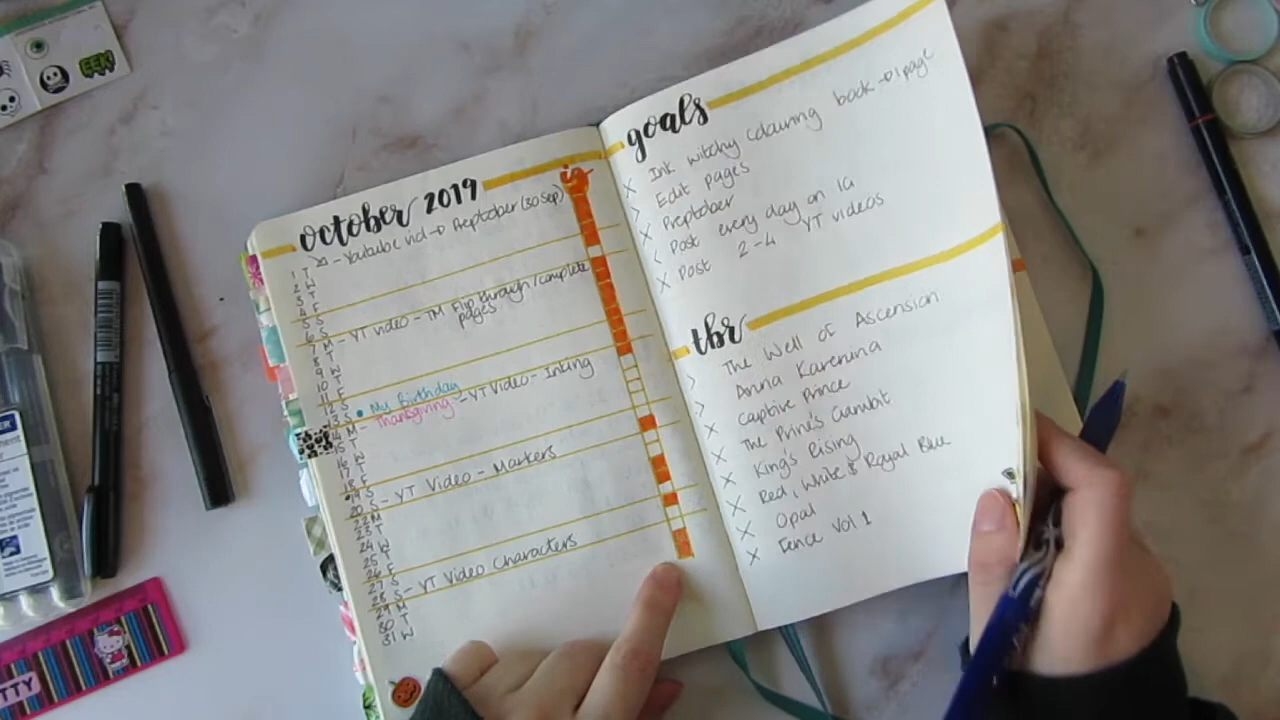 EEK
october 2019
- Youtube vid → Preptober (30 Sep)
1 T
2 W
3 T
4 F
5 S
6 S
7 M - YT video - TM Flip through/complete
pages
8 T
9 W
10 T
11 F
12 S • My Birthday
13 S
14 M Thanksgiving - YT Video - Inking
15 T
16 W
17 T
18 F
19 S
20 S - YT Video - Markers
22 M
23 T
24 W
25 T
26 F
27 S
28 S - YT Video Characters
29 M
30 T
31 W
goals
X Ink witchy colouring book → 1 page
> Edit pages
X Preptober
< Post every day on IG
X Post 2-4 YT videos
tbr
> The Well of Ascension
> Anna Karenina
X Captive Prince
X The Prince's Gambit
X King's Rising
X Red, White & Royal Blue
X Opal
X Fence Vol 1
TTY